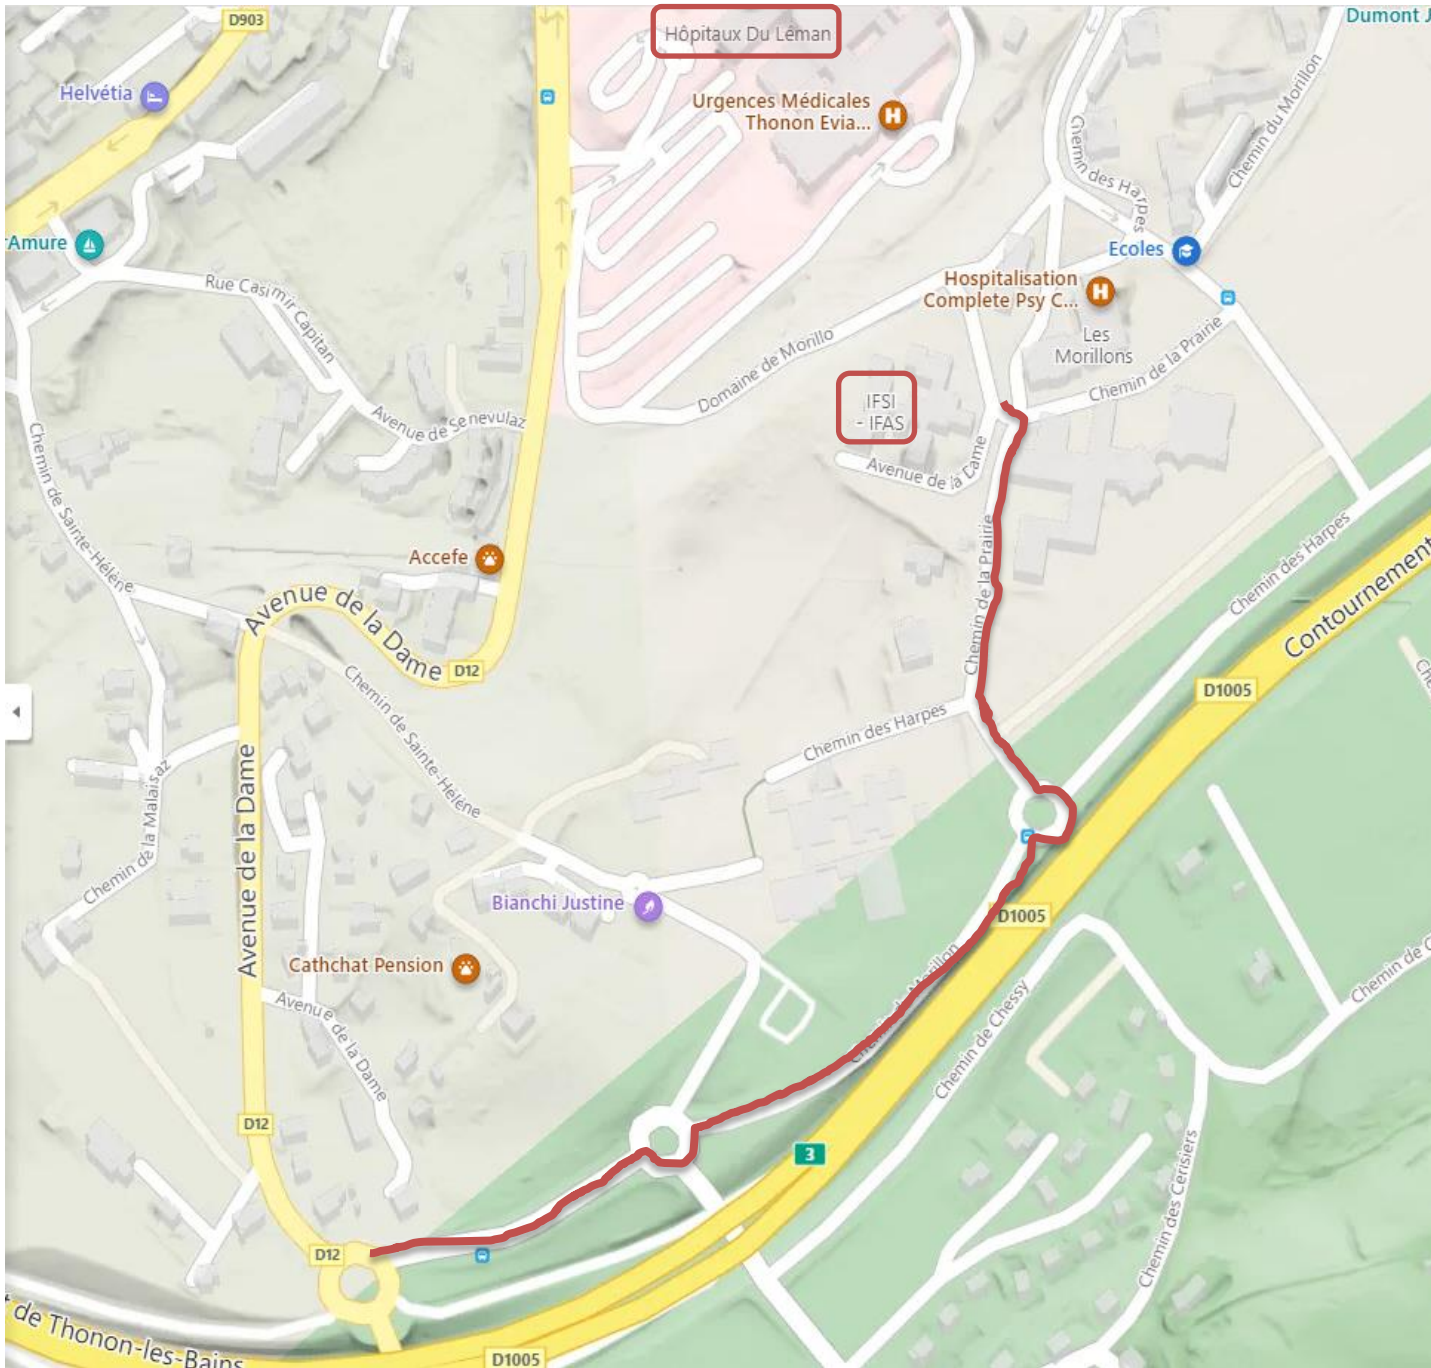 D903
Hôpitaux Du Léman
Dumont J
Helvétia
Urgences Médicales
Thonon Evia...
H
Chemin du Morillon
Chemin des Harpes
Amure
Ecoles
Rue Casimir Capitan
Hospitalisation
Complete Psy C...
H
Les
Morillons
Domaine de Morillo
Chemin de la Prairie
IFSI
- IFAS
Avenue de Senevulaz
Avenue de la Dame
Chemin de Sainte-Hélène
Accefe
Chemin de la Prairie
Chemin des Harpes
Contournement
Avenue de la Dame
D12
D1005
Chemin de Sainte-Hélène
Chemin des Harpes
Chemin de la Malaisaz
Avenue de la Dame
Bianchi Justine
D1005
Cathchat Pension
Chemin du Morillon
Chemin de Chessy
Chemin de C
Avenue de la Dame
D12
3
Chemin des Cerisiers
D12
t de Thonon-les-Bains
D1005